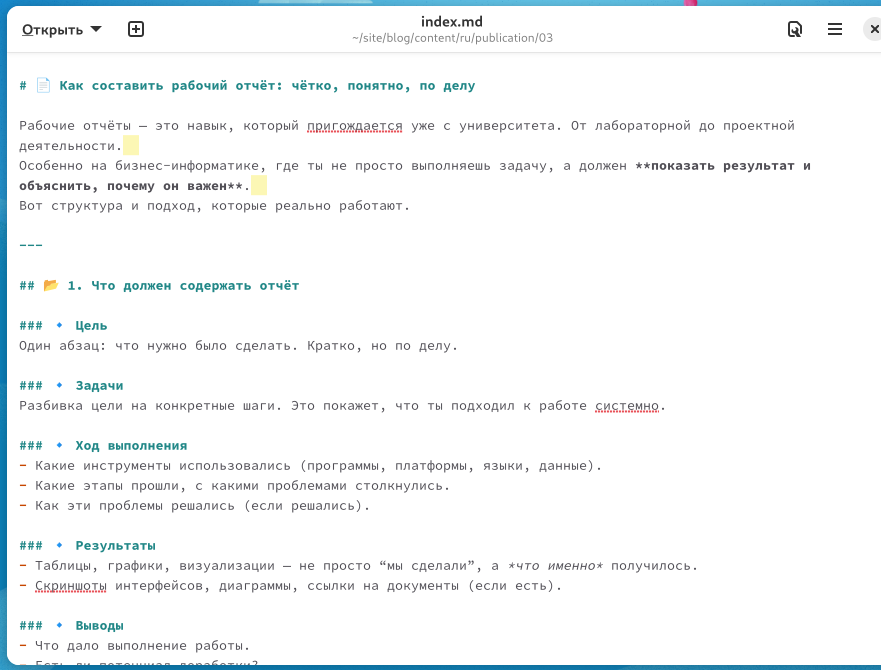 Открыть
index.md
~/site/blog/content/ru/publication/03
# 📄 Как составить рабочий отчёт: чётко, понятно, по делу
Рабочие отчёты — это навык, который пригождается уже с университета. От лабораторной до проектной
деятельности.
Особенно на бизнес-информатике, где ты не просто выполняешь задачу, а должен **показать результат и
объяснить, почему он важен**.
Вот структура и подход, которые реально работают.
---
## 📂 1. Что должен содержать отчёт
### 🔹 Цель
Один абзац: что нужно было сделать. Кратко, но по делу.
### 🔹 Задачи
Разбивка цели на конкретные шаги. Это покажет, что ты подходил к работе системно.
### 🔹 Ход выполнения
- Какие инструменты использовались (программы, платформы, языки, данные).
- Какие этапы прошли, с какими проблемами столкнулись.
- Как эти проблемы решались (если решались).
### 🔹 Результаты
- Таблицы, графики, визуализации — не просто “мы сделали”, а *что именно* получилось.
- Скриншоты интерфейсов, диаграммы, ссылки на документы (если есть).
### 🔹 Выводы
- Что дало выполнение работы.
- Есть ли потенциал доработки?